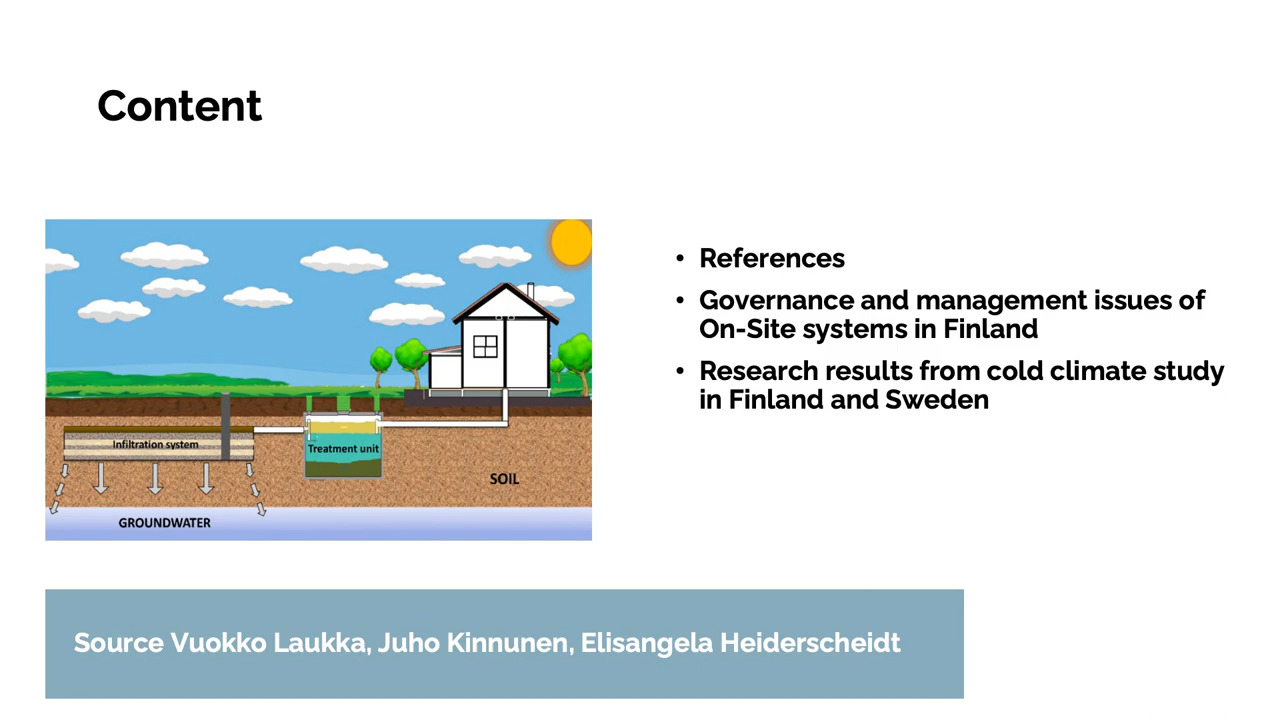 Content
Infiltration system
Treatment unit
SOIL
GROUNDWATER
• References
• Governance and management issues of
On-Site systems in Finland
• Research results from cold climate study
in Finland and Sweden
Source Vuokko Laukka, Juho Kinnunen, Elisangela Heiderscheidt